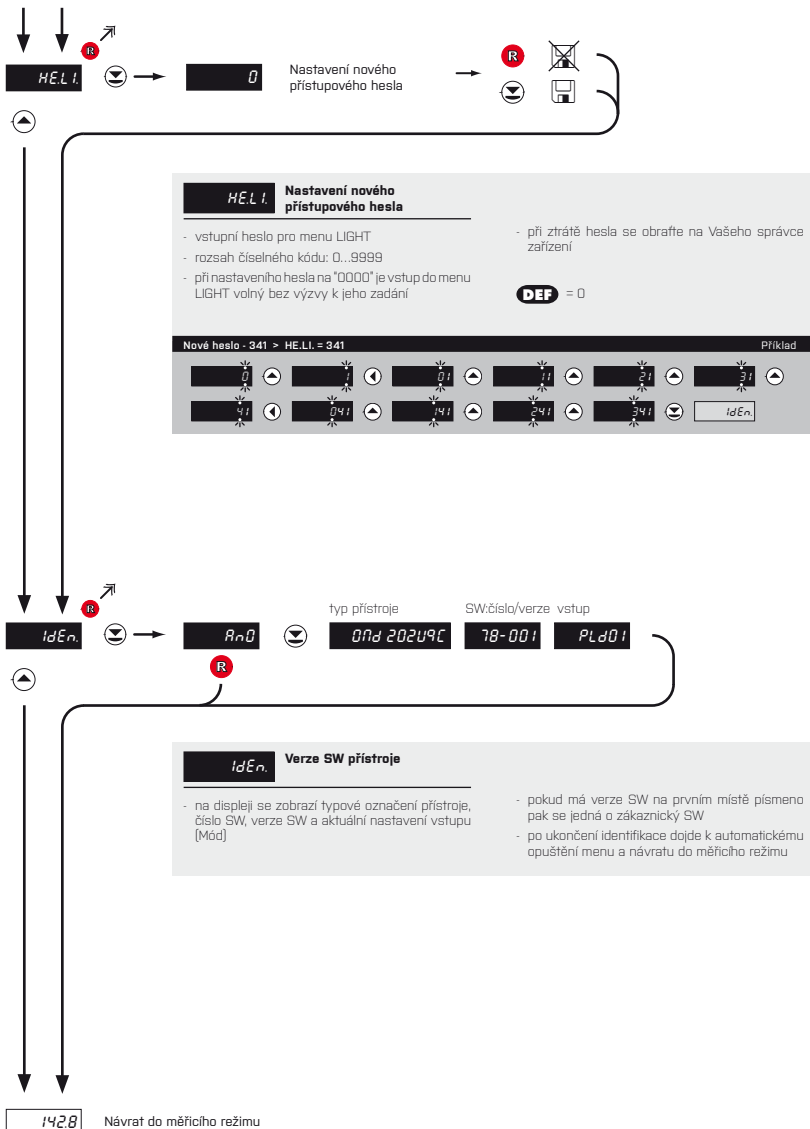 R
HE.L I.
0
Nastavení nového
přístupového hesla
R
HE.L I.
Nastavení nového
přístupového hesla
- vstupní heslo pro menu LIGHT
- rozsah číselného kódu: 0...9999
- při nastaveního hesla na "0000" je vstup do menu
LIGHT volný bez výzvy k jeho zadání
- při ztrátě hesla se obraťte na Vašeho správce
zařízení
DEF = 0
Nové heslo - 341 > HE.LI. = 341 Příklad
0 1 01 11 21 31
41 041 141 241 341 IdEn.
R
typ přístroje SW:číslo/verze vstup
IdEn. AnO OMd 202U9C 78-001 PLd01
R
IdEn.
Verze SW přístroje
- na displeji se zobrazí typové označení přístroje,
číslo SW, verze SW a aktuální nastavení vstupu
(Mód)
- pokud má verze SW na prvním místě písmeno
pak se jedná o zákaznický SW
- po ukončení identifikace dojde k automatickému
opuštění menu a návratu do měřicího režimu
142.8 Návrat do měřicího režimu